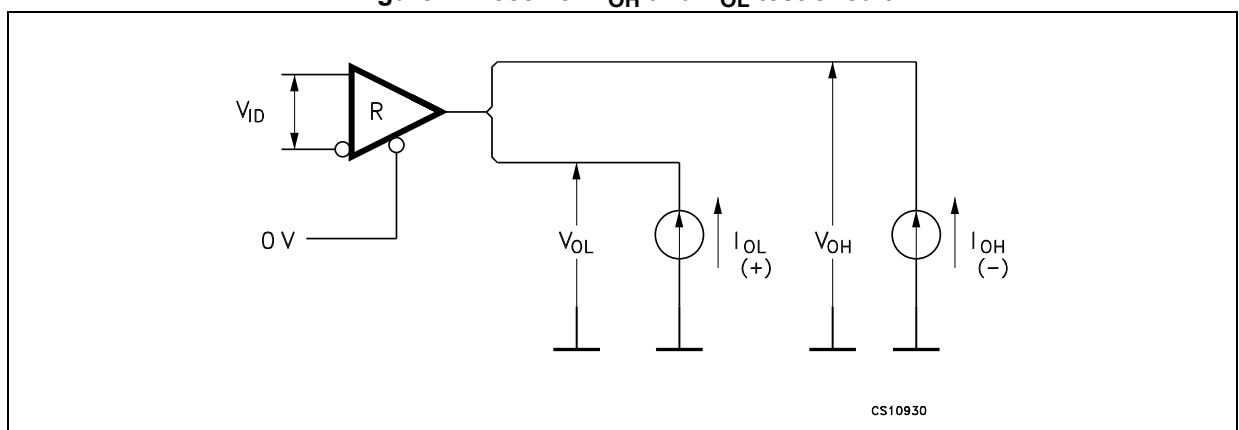 V_ID
R
0 V
V_OL
I_OL
(+)
V_OH
I_OH
(-)
CS10930